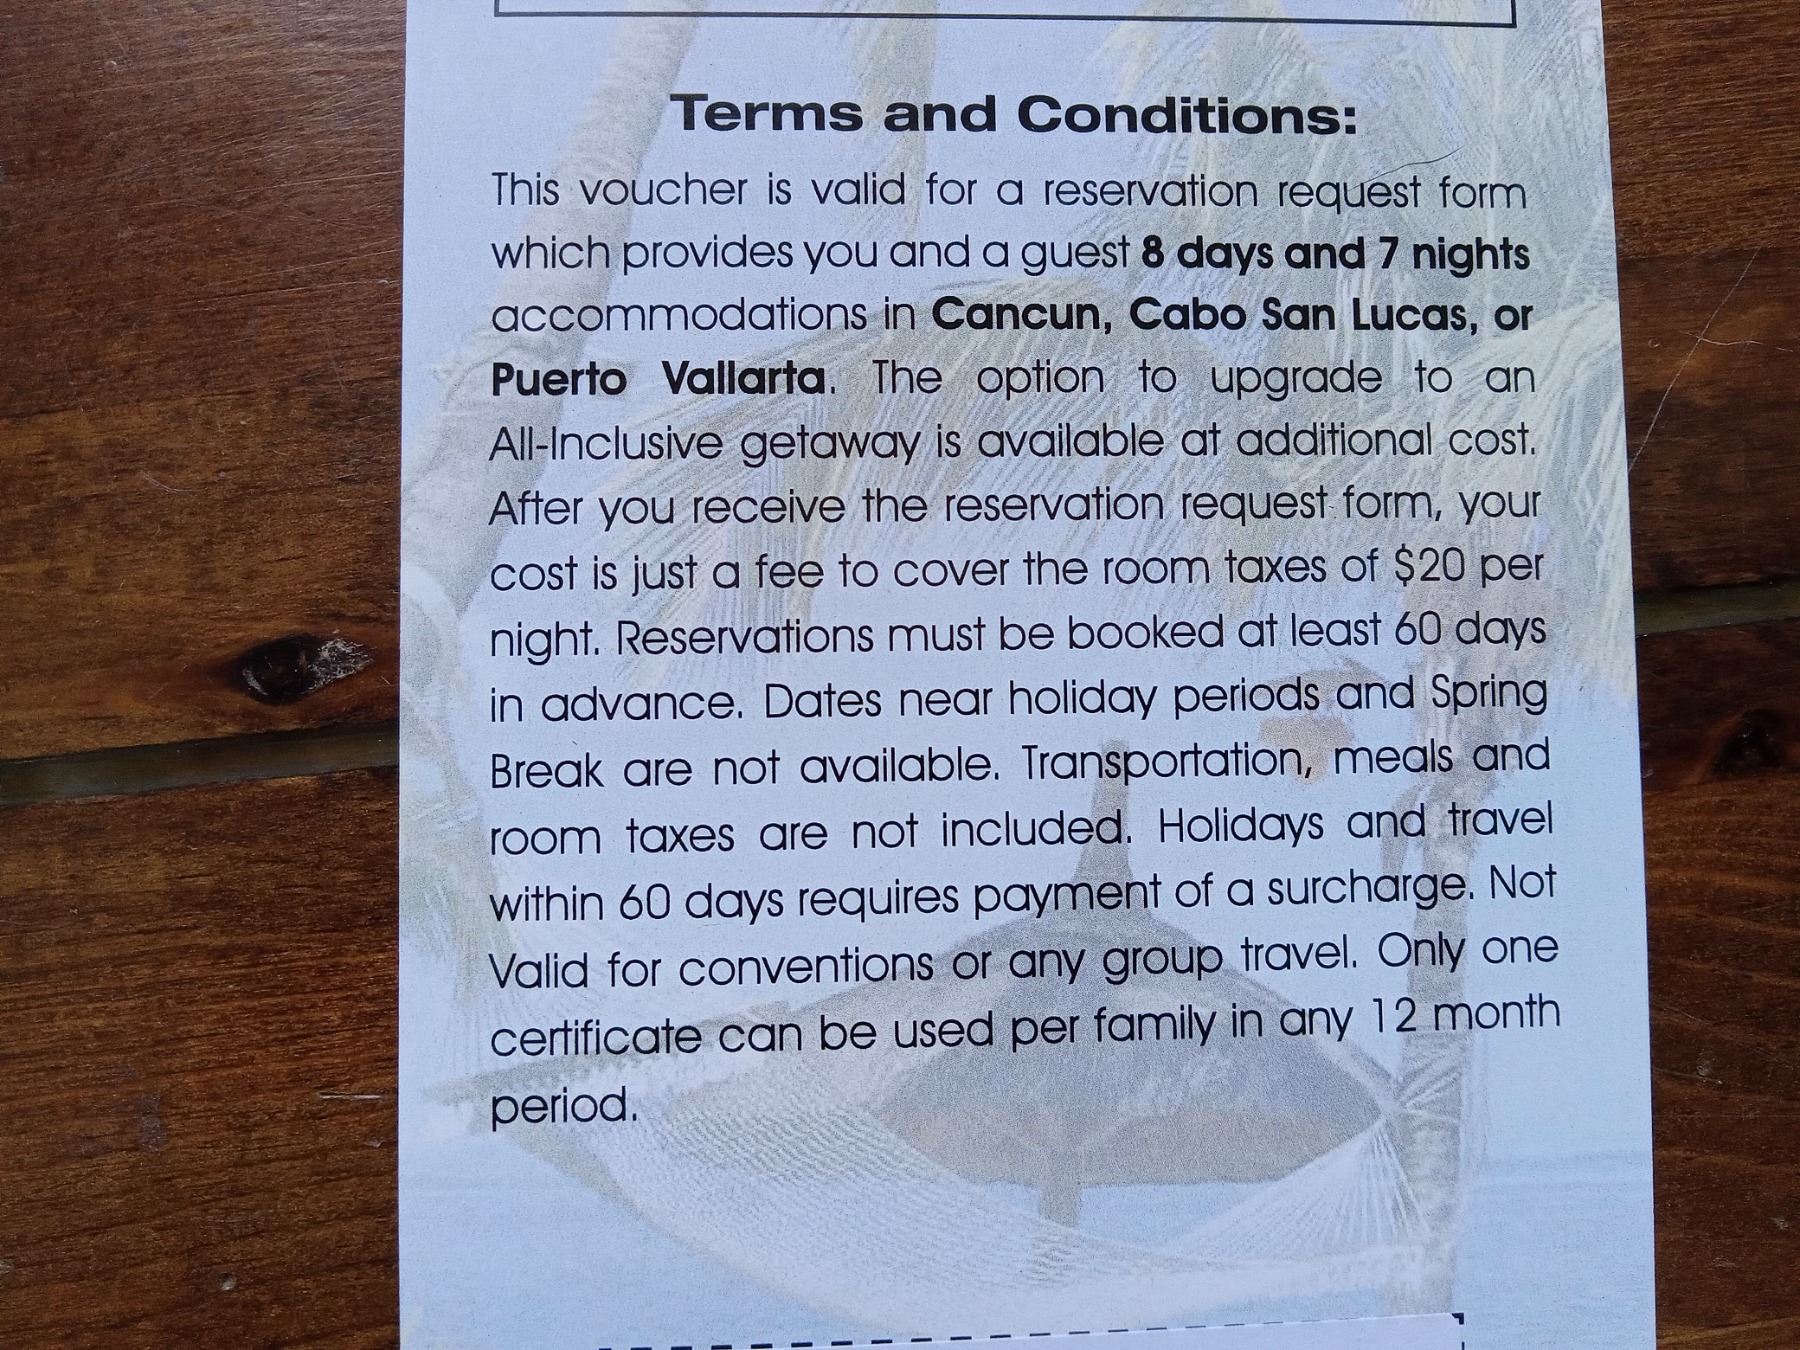 Terms and Conditions:
This voucher is valid for a reservation request form
which provides you and a guest 8 days and 7 nights
accommodations in Cancun, Cabo San Lucas, or
Puerto Vallarta. The option to upgrade to an
All-Inclusive getaway is available at additional cost.
After you receive the reservation request form, your
cost is just a fee to cover the room taxes of $20 per
night. Reservations must be booked at least 60 days
in advance. Dates near holiday periods and Spring
Break are not available. Transportation, meals and
room taxes are not included. Holidays and travel
within 60 days requires payment of a surcharge. Not
Valid for conventions or any group travel. Only one
certificate can be used per family in any 12 month
period.